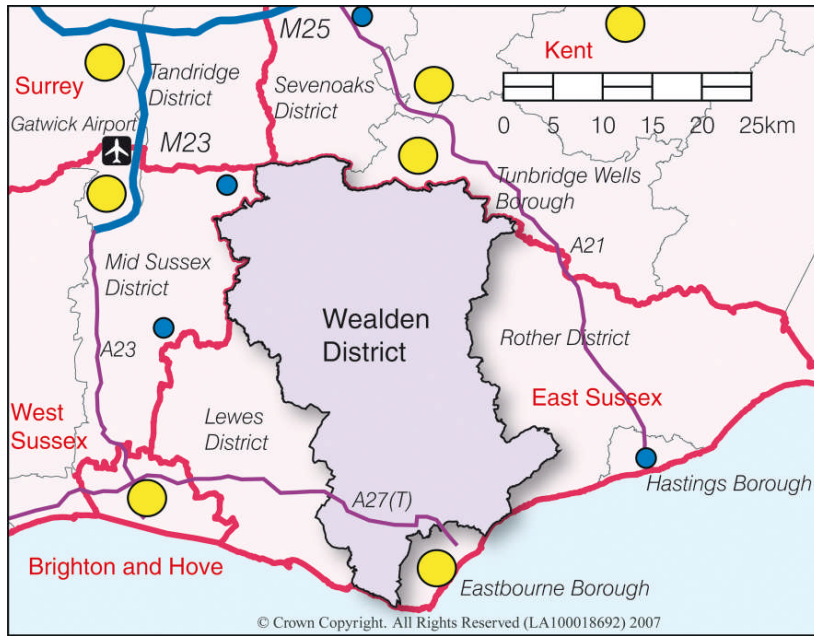 M25
Kent
Surrey
Tandridge
District
Sevenoaks
District
0 5 10 15 20 25km
Gatwick Airport
M23
Tunbridge Wells
Borough
A21
Mid Sussex
District
Wealden
District
Rother District
A23
East Sussex
West
Sussex
Lewes
District
Hastings Borough
A27(T)
Brighton and Hove
Eastbourne Borough
© Crown Copyright. All Rights Reserved (LA100018692) 2007